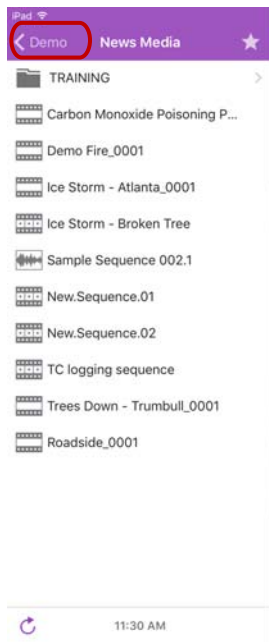 iPad
Demo News Media
TRAINING
Carbon Monoxide Poisoning P...
Demo Fire_0001
Ice Storm - Atlanta_0001
Ice Storm - Broken Tree
Sample Sequence 002.1
New.Sequence.01
New.Sequence.02
TC logging sequence
Trees Down - Trumbull_0001
Roadside_0001
11:30 AM